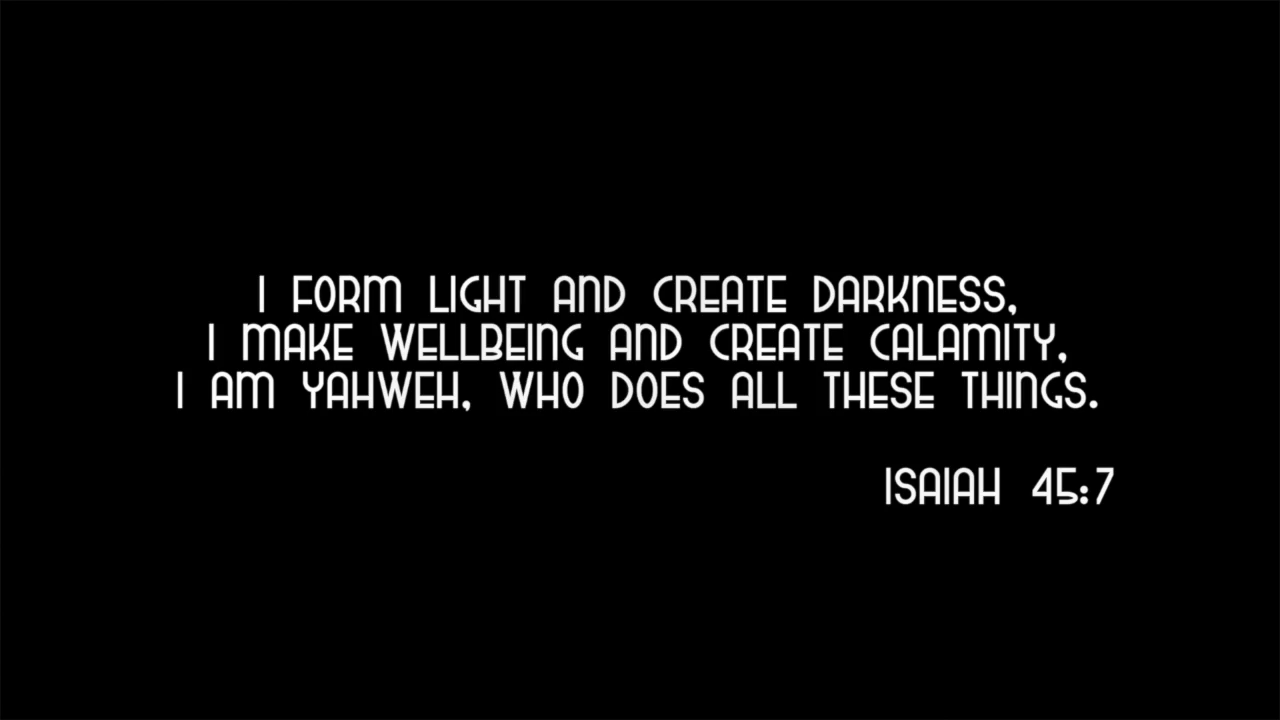 I FORM LIGHT AND CREATE DARKNESS,
I MAKE WELLBEING AND CREATE CALAMITY,
I AM YAHWEH, WHO DOES ALL THESE THINGS.
ISAIAH 45:7